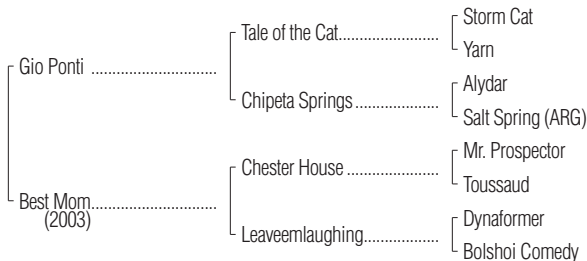 Storm Cat
Tale of the Cat
Yarn
Gio Ponti
Alydar
Chipeta Springs
Salt Spring (ARG)
Mr. Prospector
Chester House
Toussaud
Best Mom
(2003)
Dynaformer
Leaveemlaughing
Bolshoi Comedy